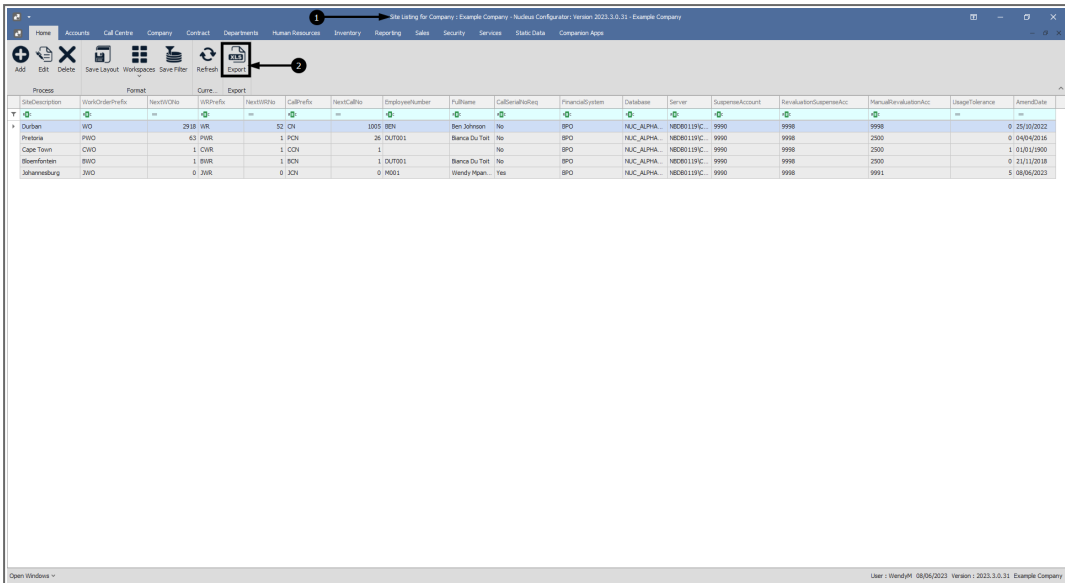 1
Site Listing for Company : Example Company - Nucleus Configurator: Version 2023.3.0.31 - Example Company
Home Accounts Call Centre Company Contract Departments Human Resources Inventory Reporting Sales Security Services Static Data Companion Apps
XLS
2
Add Edit Delete Save Layout Workspaces Save Filter Refresh Export
Process Format Curre... Export
SiteDescription WorkOrderPrefix NextWONo WRPrefix NextWRNo CallPrefix NextCallNo EmployeeNumber FullName CallSerialNoReq FinancialSystem Database Server SuspenseAccount RevaluationSuspenseAcc ManualRevaluationAcc UsageTolerance AmendDate
Durban WO 2918 WR 52 CN 1005 BEN Ben Johnson No BPO NUC_ALPHA... NBDB0119\C... 9990 9998 9998 0 25/10/2022
Pretoria PWO 63 PWR 1 PCN 26 DUT001 Bianca Du Toit No BPO NUC_ALPHA... NBDB0119\C... 9990 9998 2500 0 04/04/2016
Cape Town CWO 1 CWR 1 CCN 1 No BPO NUC_ALPHA... NBDB0119\C... 9990 9998 2500 1 01/01/1900
Bloemfontein BWO 1 BWR 1 BCN 1 DUT001 Bianca Du Toit No BPO NUC_ALPHA... NBDB0119\C... 9990 9998 2500 0 21/11/2018
Johannesburg JWO 0 JWR 0 JCN 0 M001 Wendy Mpan... Yes BPO NUC_ALPHA... NBDB0119\C... 9990 9998 9991 5 08/06/2023
Open Windows User : WendyM 08/06/2023 Version : 2023.3.0.31 Example Company